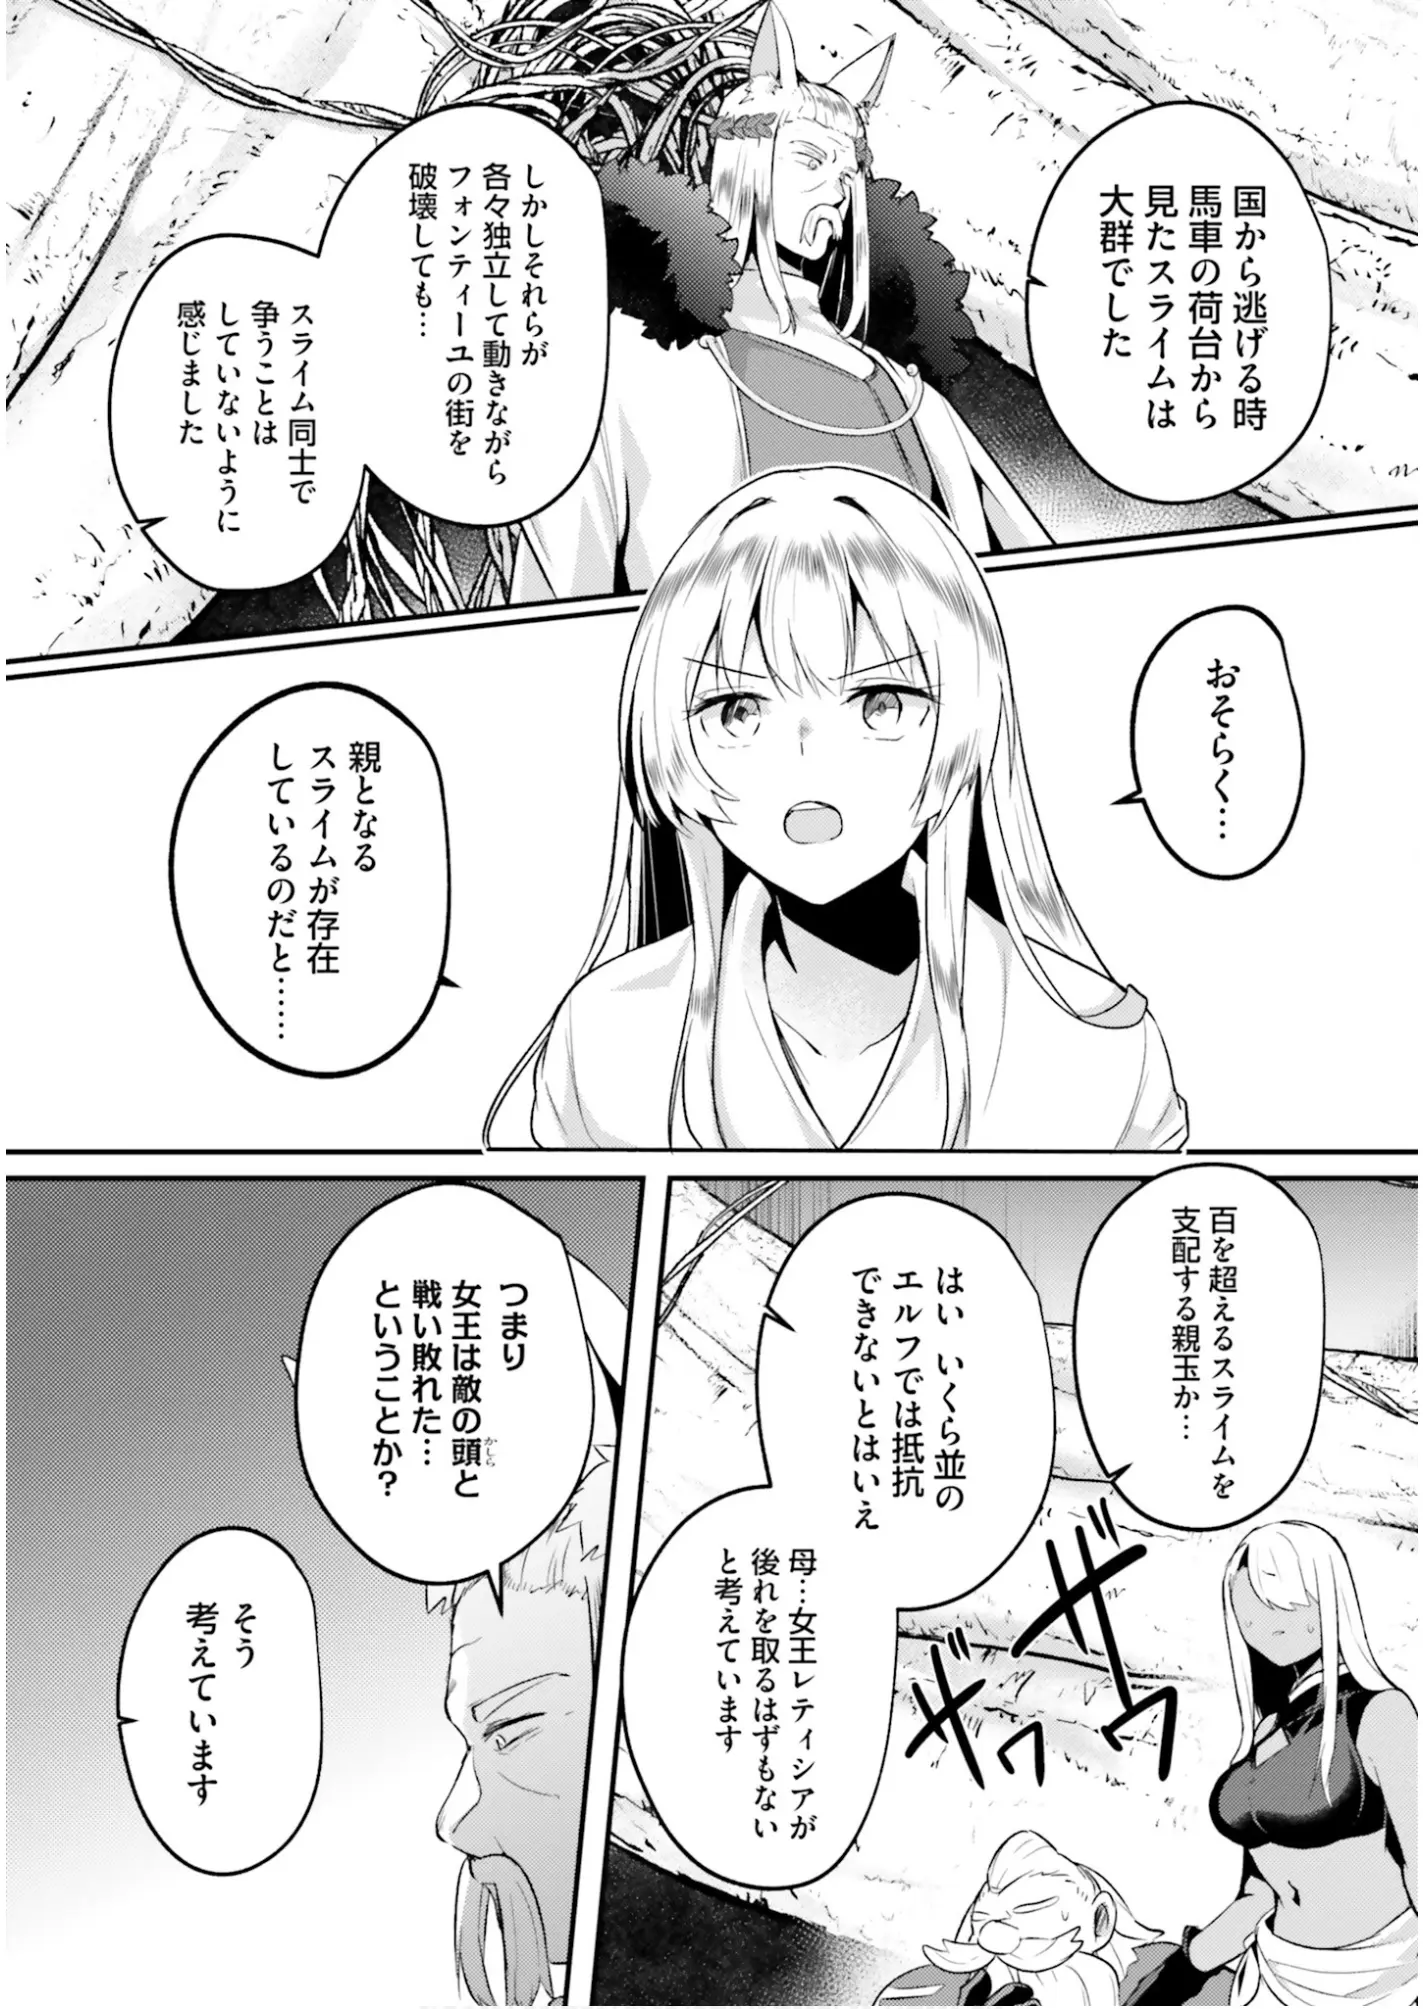 国から逃げる時
馬車の荷台から
見たスライムは
大群でした
しかしそれらが
各々独立して動きながら
フォンティーユの街を
破壊しても…
スライム同士で
争うことは
していないように
感じました
おそらく…
親となる
スライムが存在
しているのだと……
百を超えるスライムを
支配する親玉か…
はい いくら並の
エルフでは抵抗
できないとはいえ
母…女王レティシアが
後れを取るはずもない
と考えています
つまり
女王は敵の頭と
かしら
戦い敗れた…
ということか?
そう
考えています